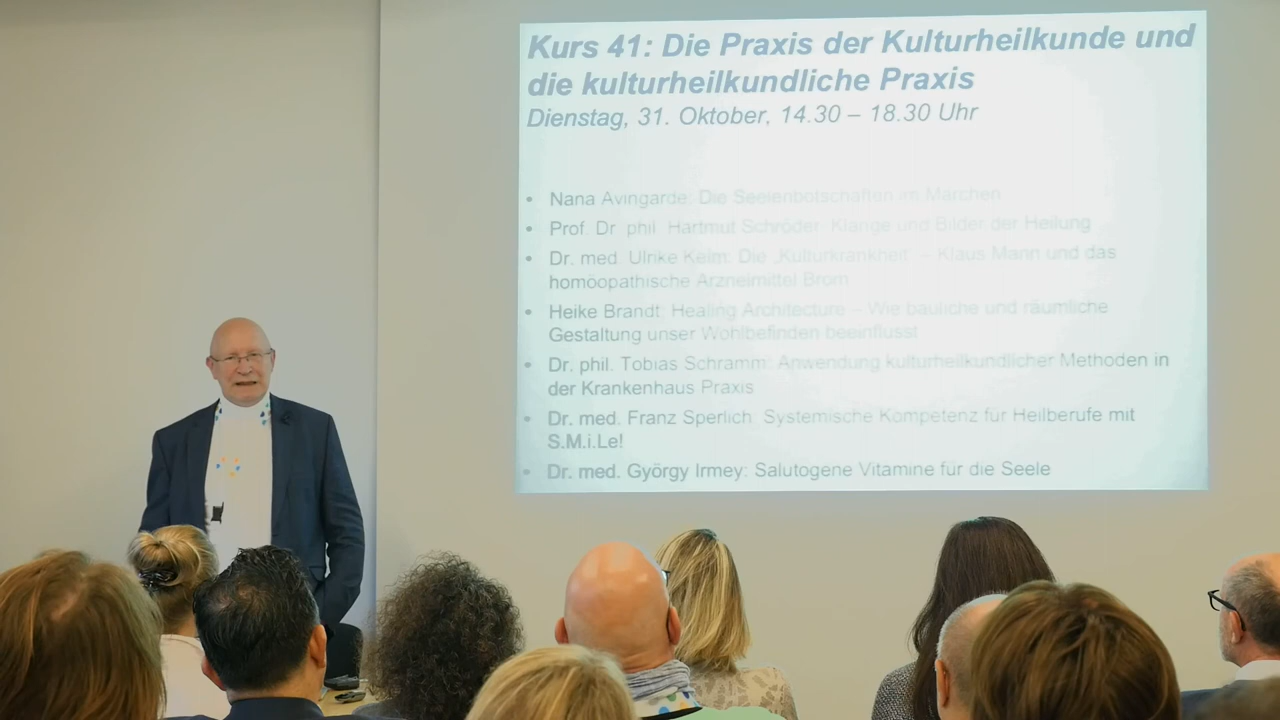 Kurs 41: Die Praxis der Kulturheilkunde und
die kulturheilkundliche Praxis
Dienstag, 31. Oktober, 14.30 – 18.30 Uhr
• Nana Avingarde: Die Seelenbotschaften im Märchen
• Prof. Dr. phil. Hartmut Schröder: Klänge und Bilder der Heilung
• Dr. med. Ulrike Keim: Die „Kulturkrankheit“ – Klaus Mann und das
homöopathische Arzneimittel Brom
• Heike Brandt: Healing Architecture – Wie bauliche und räumliche
Gestaltung unser Wohlbefinden beeinflusst
• Dr. phil. Tobias Schramm: Anwendung kulturheilkundlicher Methoden in
der Krankenhaus Praxis
• Dr. med. Franz Sperlich: Systemische Kompetenz für Heilberufe mit
S.M.i.Le!
• Dr. med. György Irmey: Salutogene Vitamine für die Seele